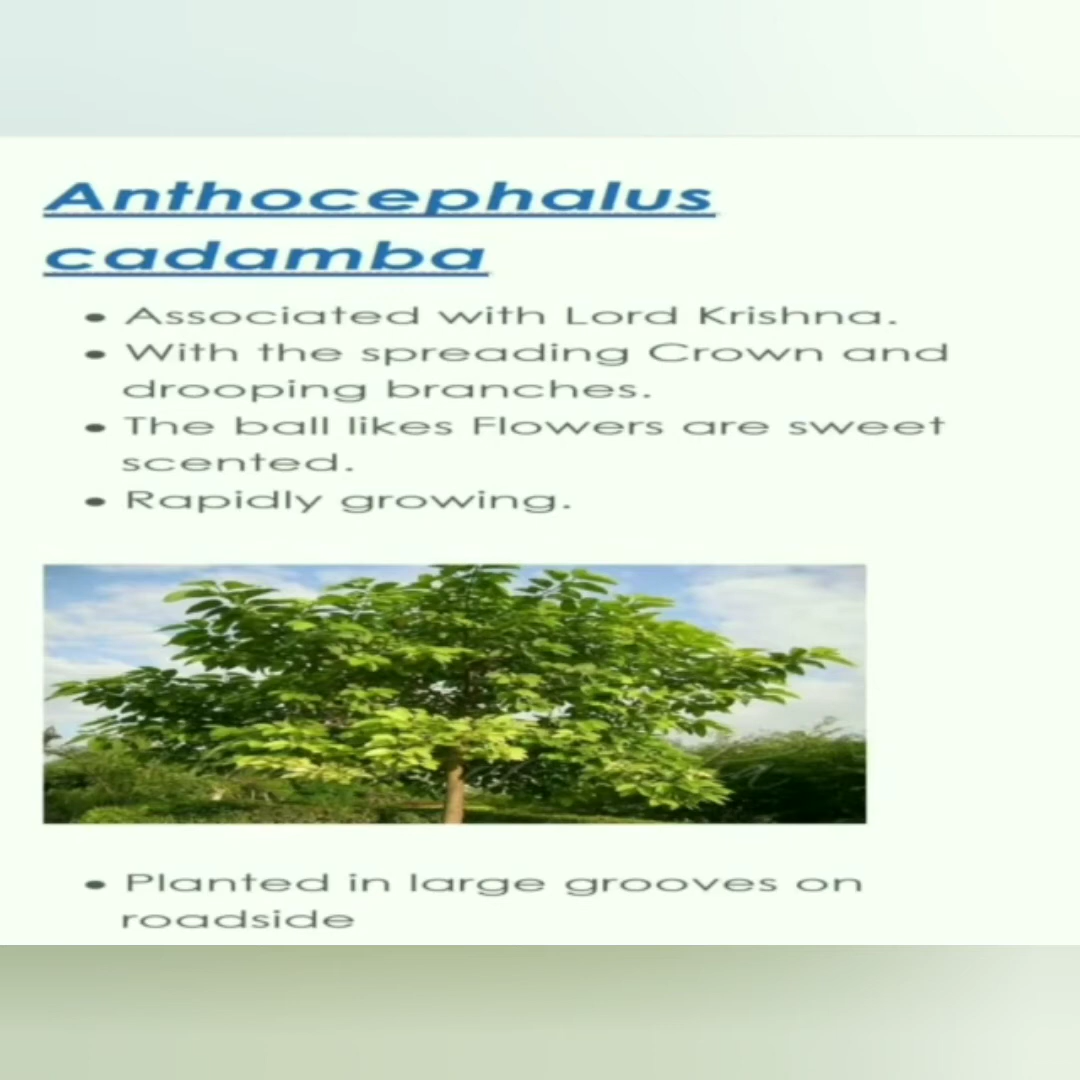 Anthocephalus
cadamba
• Associated with Lord Krishna.
• With the spreading Crown and
drooping branches.
• The ball likes Flowers are sweet
scented.
• Rapidly growing.
• Planted in large grooves on
roadside